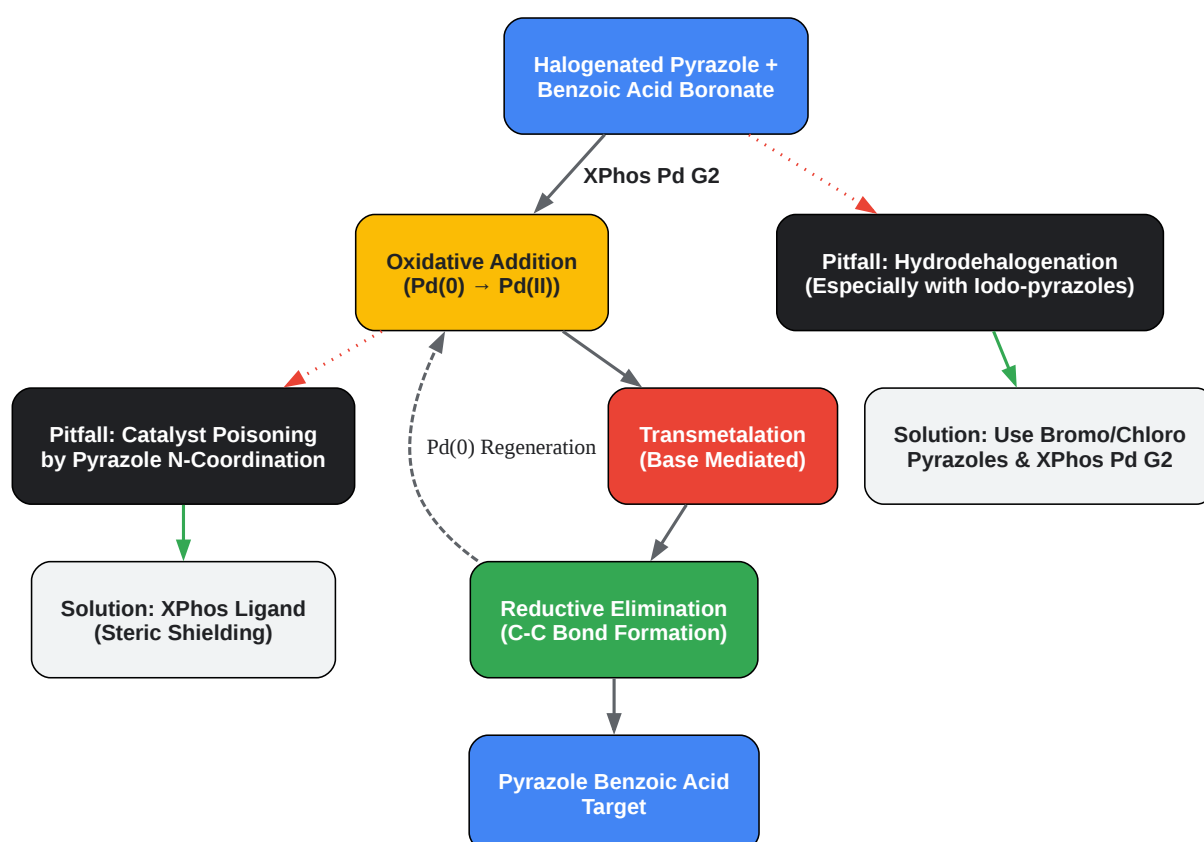 Halogenated Pyrazole +
Benzoic Acid Boronate
XPhos Pd G2
Oxidative Addition
(Pd(0) → Pd(II))
Pitfall: Hydrodehalogenation
(Especially with Iodo-pyrazoles)
Pitfall: Catalyst Poisoning
by Pyrazole N-Coordination
Pd(0) Regeneration
Transmetalation
(Base Mediated)
Solution: Use Bromo/Chloro
Pyrazoles & XPhos Pd G2
Solution: XPhos Ligand
(Steric Shielding)
Reductive Elimination
(C-C Bond Formation)
Pyrazole Benzoic Acid
Target